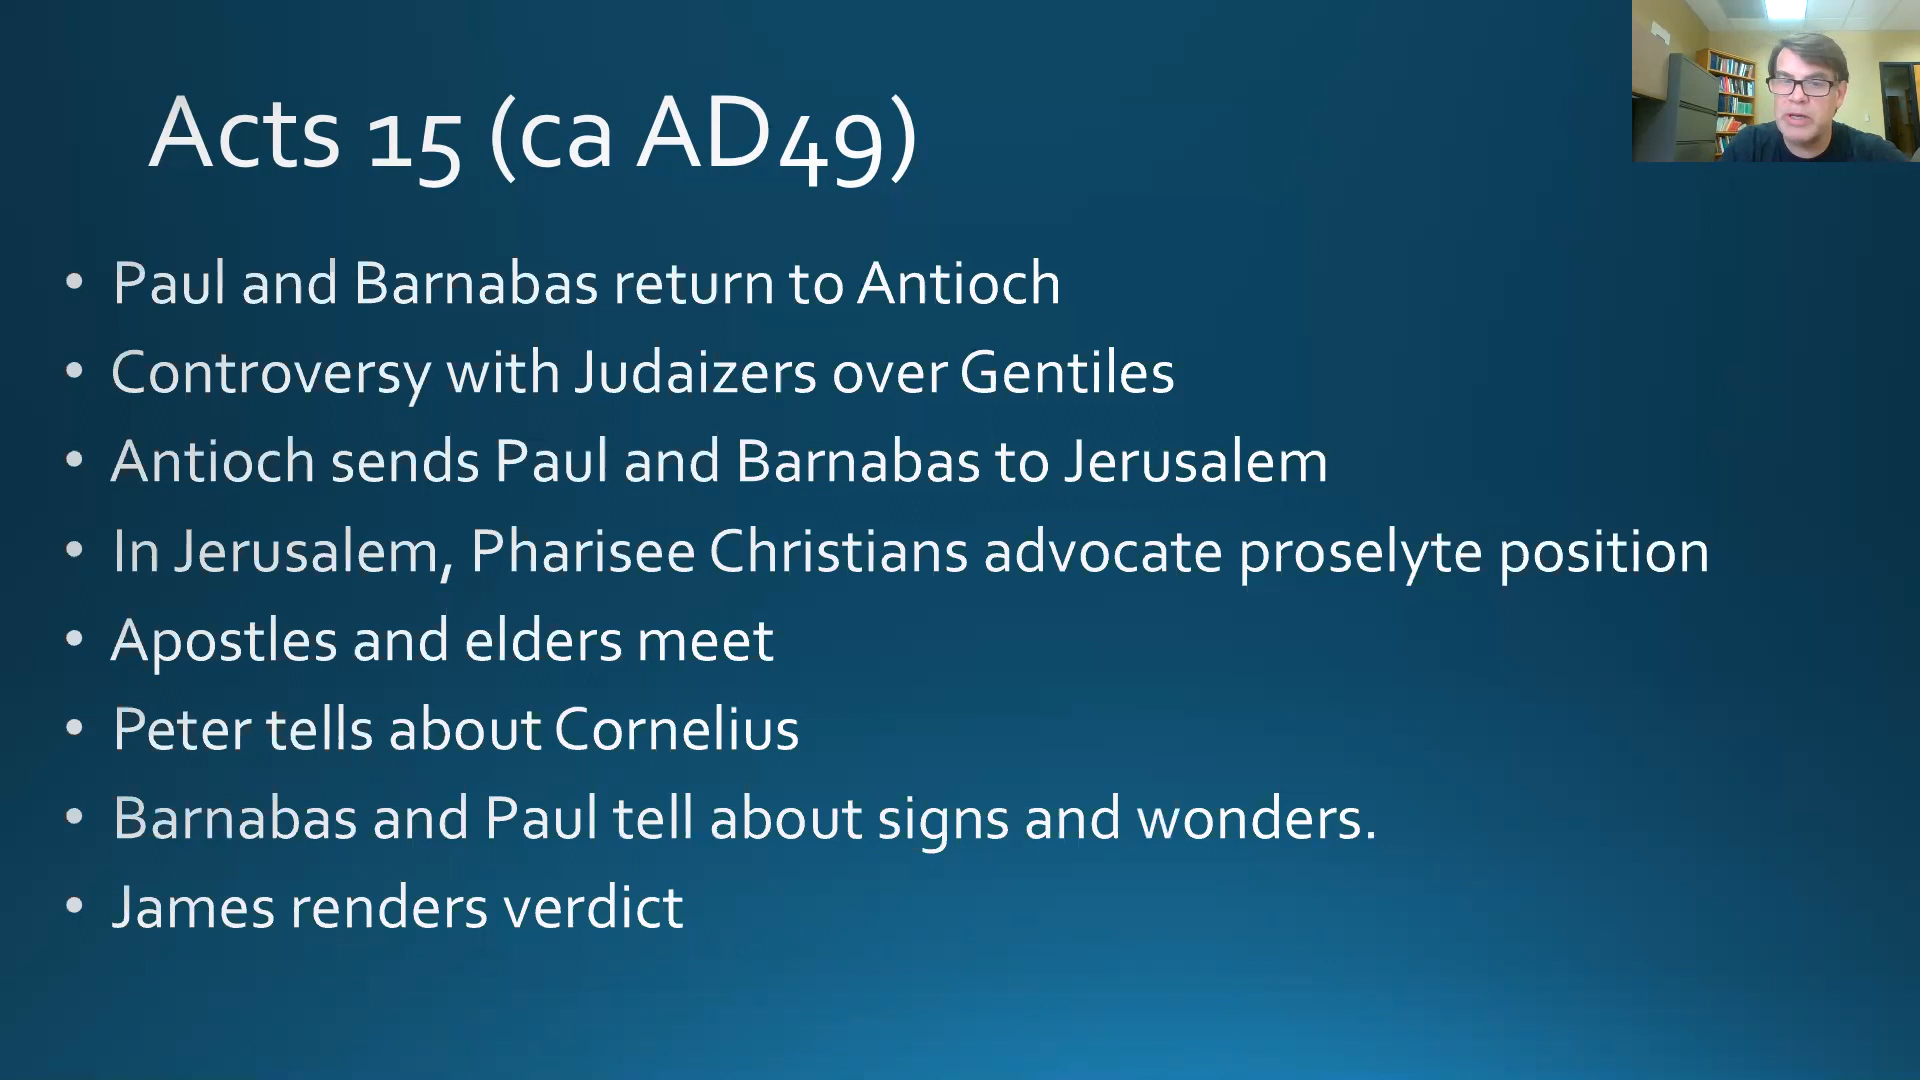 Acts 15 (ca AD49)
• Paul and Barnabas return to Antioch
• Controversy with Judaizers over Gentiles
• Antioch sends Paul and Barnabas to Jerusalem
• In Jerusalem, Pharisee Christians advocate proselyte position
• Apostles and elders meet
• Peter tells about Cornelius
• Barnabas and Paul tell about signs and wonders.
• James renders verdict